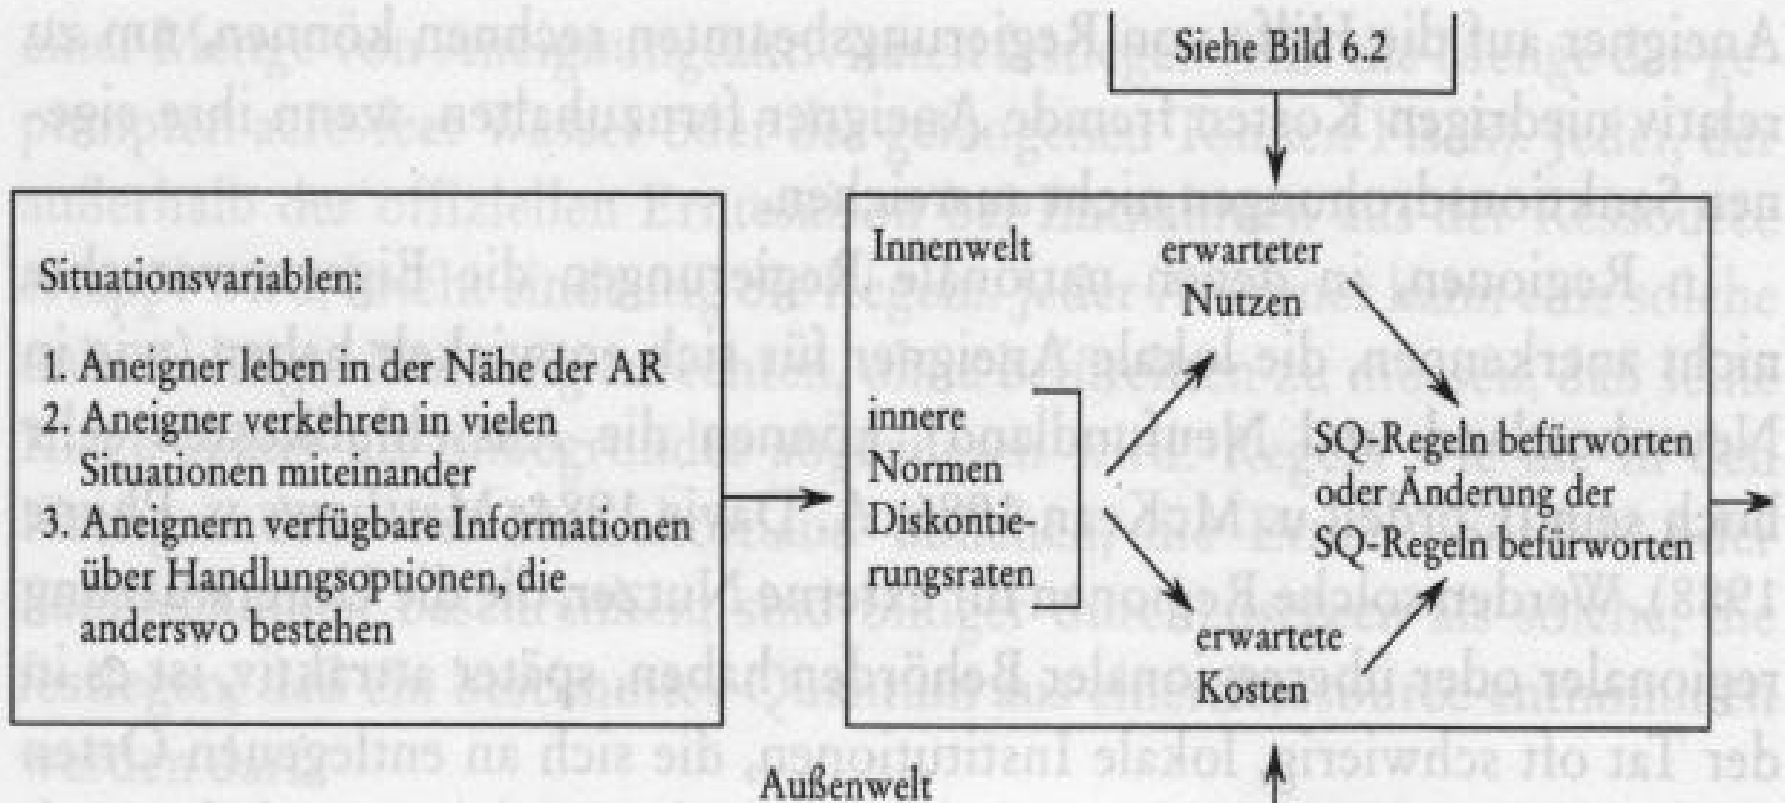 Siehe Bild 6.2
Situationsvariablen:
1. Aneigner leben in der Nähe der AR
2. Aneigner verkehren in vielen
Situationen miteinander
3. Aneignern verfügbare Informationen
über Handlungsoptionen, die
anderswo bestehen
Innenwelt
erwarteter
Nutzen
innere
Normen
Diskontie-
rungsraten
SQ-Regeln befürworten
oder Änderung der
SQ-Regeln befürworten
erwartete
Kosten
Außenwelt